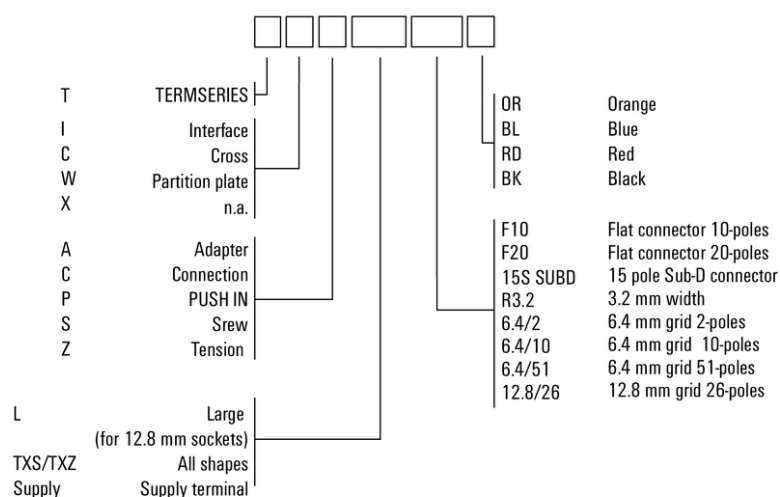 T TERMSERIES
I Interface
C Cross
W Partition plate
X n.a.
A Adapter
C Connection
P PUSH IN
S Srew
Z Tension
L Large
(for 12.8 mm sockets)
TXS/TXZ All shapes
Supply Supply terminal
OR Orange
BL Blue
RD Red
BK Black
F10 Flat connector 10-poles
F20 Flat connector 20-poles
15S SUBD 15 pole Sub-D connector
R3.2 3.2 mm width
6.4/2 6.4 mm grid 2-poles
6.4/10 6.4 mm grid 10-poles
6.4/51 6.4 mm grid 51-poles
12.8/26 12.8 mm grid 26-poles